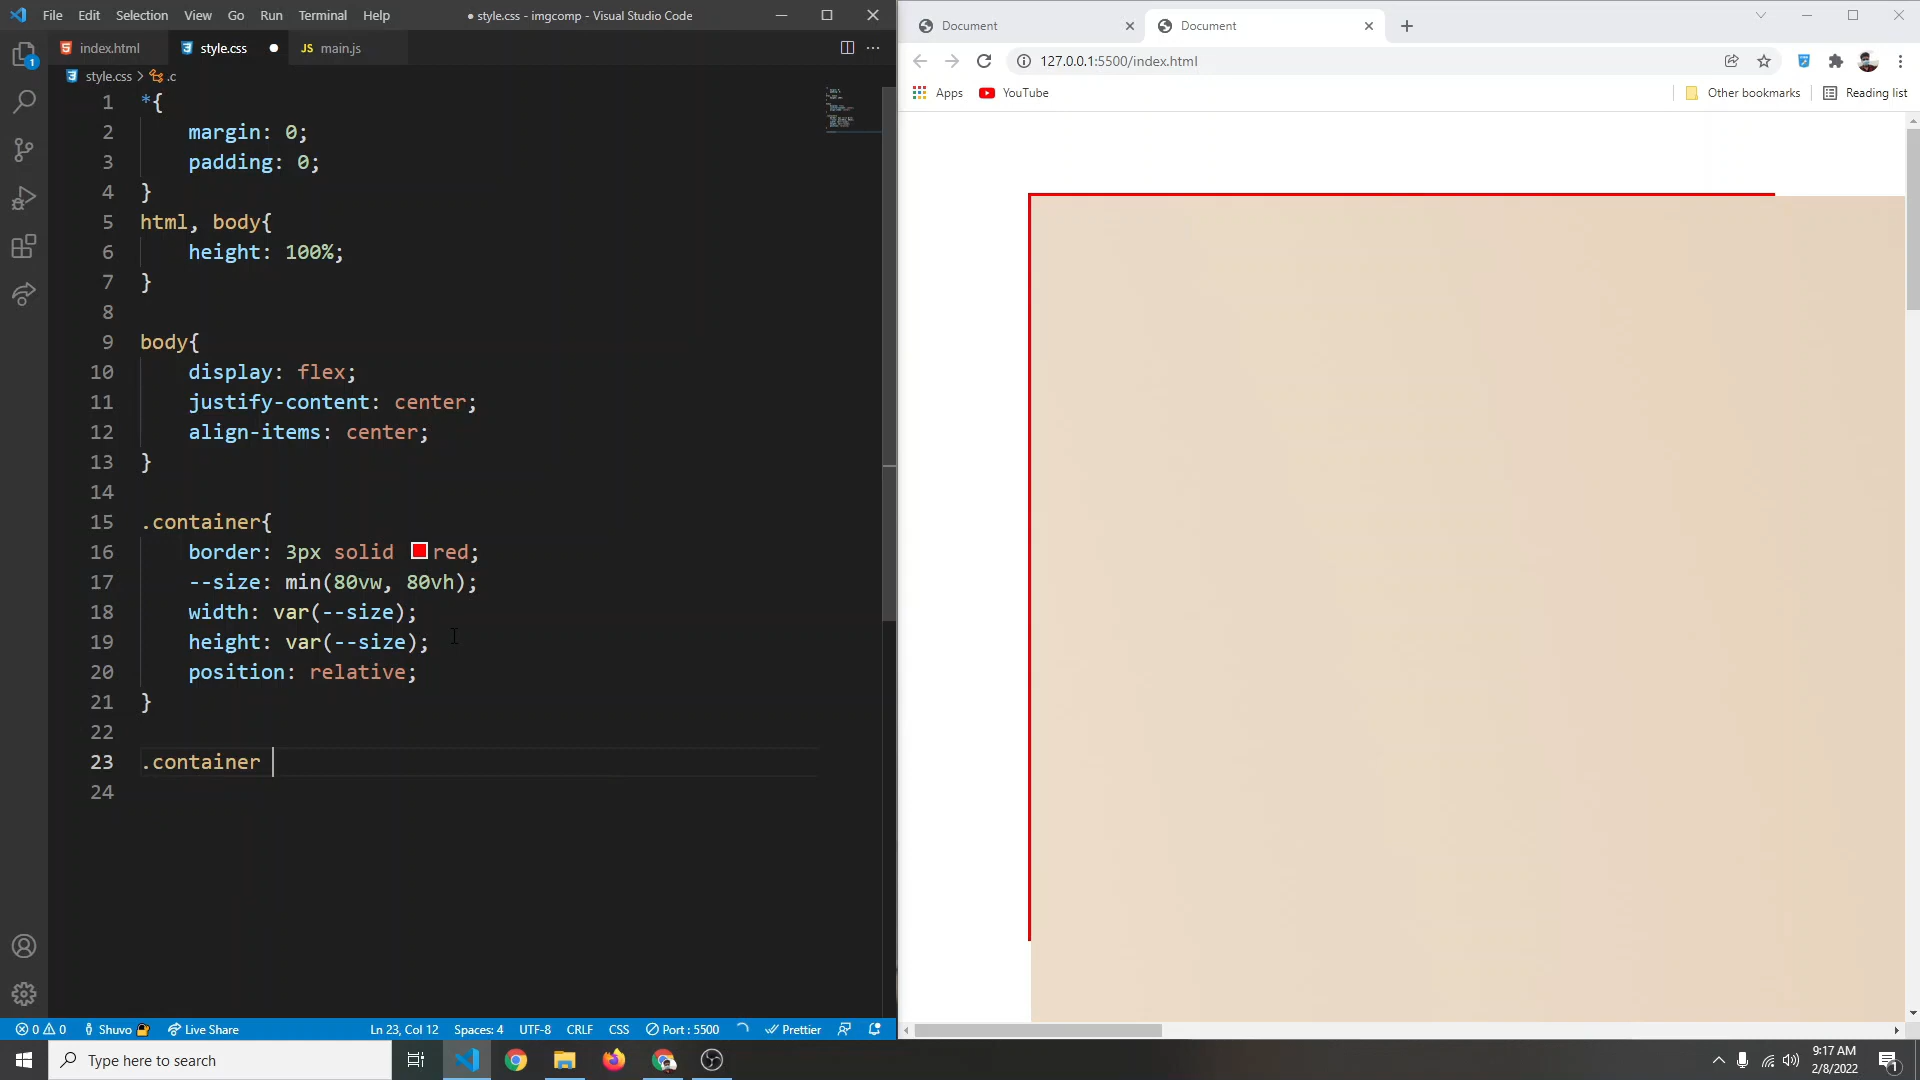 File Edit Selection View Go Run Terminal Help
● style.css - imgcomp - Visual Studio Code
index.html
style.css
JS main.js
style.css > .c
1 *{
2 margin: 0;
3 padding: 0;
4 }
5 html, body{
6 height: 100%;
7 }
8
9 body{
10 display: flex;
11 justify-content: center;
12 align-items: center;
13 }
14
15 .container{
16 border: 3px solid red;
17 --size: min(80vw, 80vh);
18 width: var(--size);
19 height: var(--size);
20 position: relative;
21 }
22
23 .container
24
1
0 0 Shuvo Live Share Ln 23, Col 12 Spaces: 4 UTF-8 CRLF CSS Port : 5500 Prettier
Document
Document
127.0.0.1:5500/index.html
Apps YouTube Other bookmarks Reading list
Type here to search
9:17 AM
2/8/2022
1